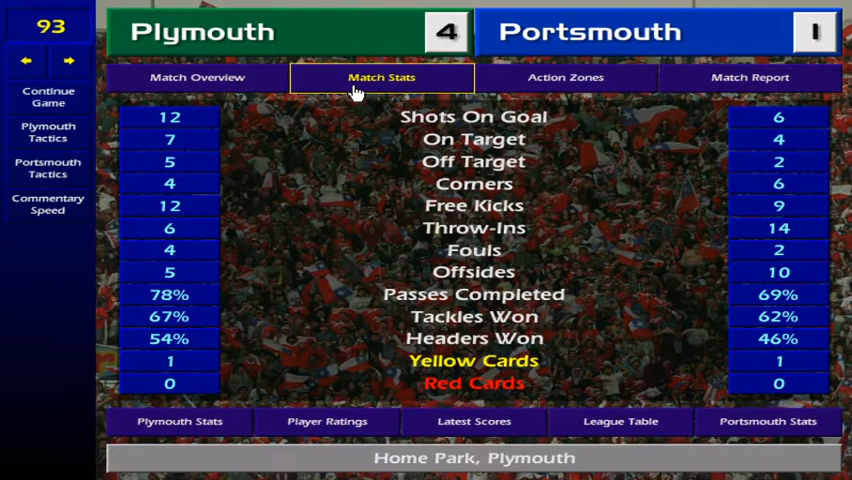 93
Plymouth 4 Portsmouth 1
Match Overview Match Stats Action Zones Match Report
Continue Game
Plymouth Tactics
Portsmouth Tactics
Commentary Speed
12 Shots On Goal 6
7 On Target 4
5 Off Target 2
4 Corners 6
12 Free Kicks 9
6 Throw-Ins 14
4 Fouls 2
5 Offsides 10
78% Passes Completed 69%
67% Tackles Won 62%
54% Headers Won 46%
1 Yellow Cards 1
0 Red Cards 0
Plymouth Stats Player Ratings Latest Scores League Table Portsmouth Stats
Home Park, Plymouth